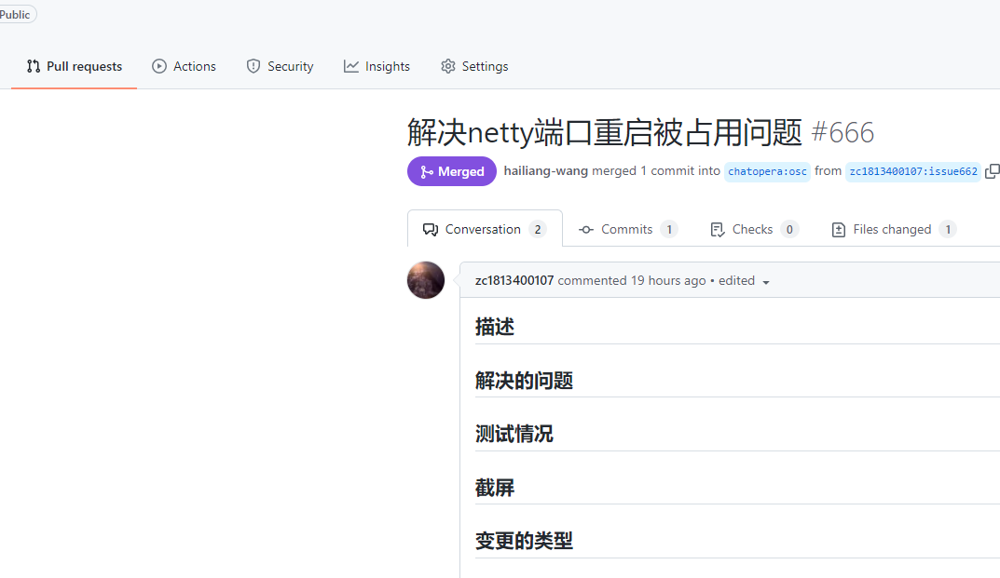 Public
Pull requests Actions Security Insights Settings
解决netty端口重启被占用问题 #666
Merged hailiang-wang merged 1 commit into chatopera:osc from zc1813400107:issue662
Conversation 2 Commits 1 Checks 0 Files changed 1
zc1813400107 commented 19 hours ago • edited
描述
解决的问题
测试情况
截屏
变更的类型